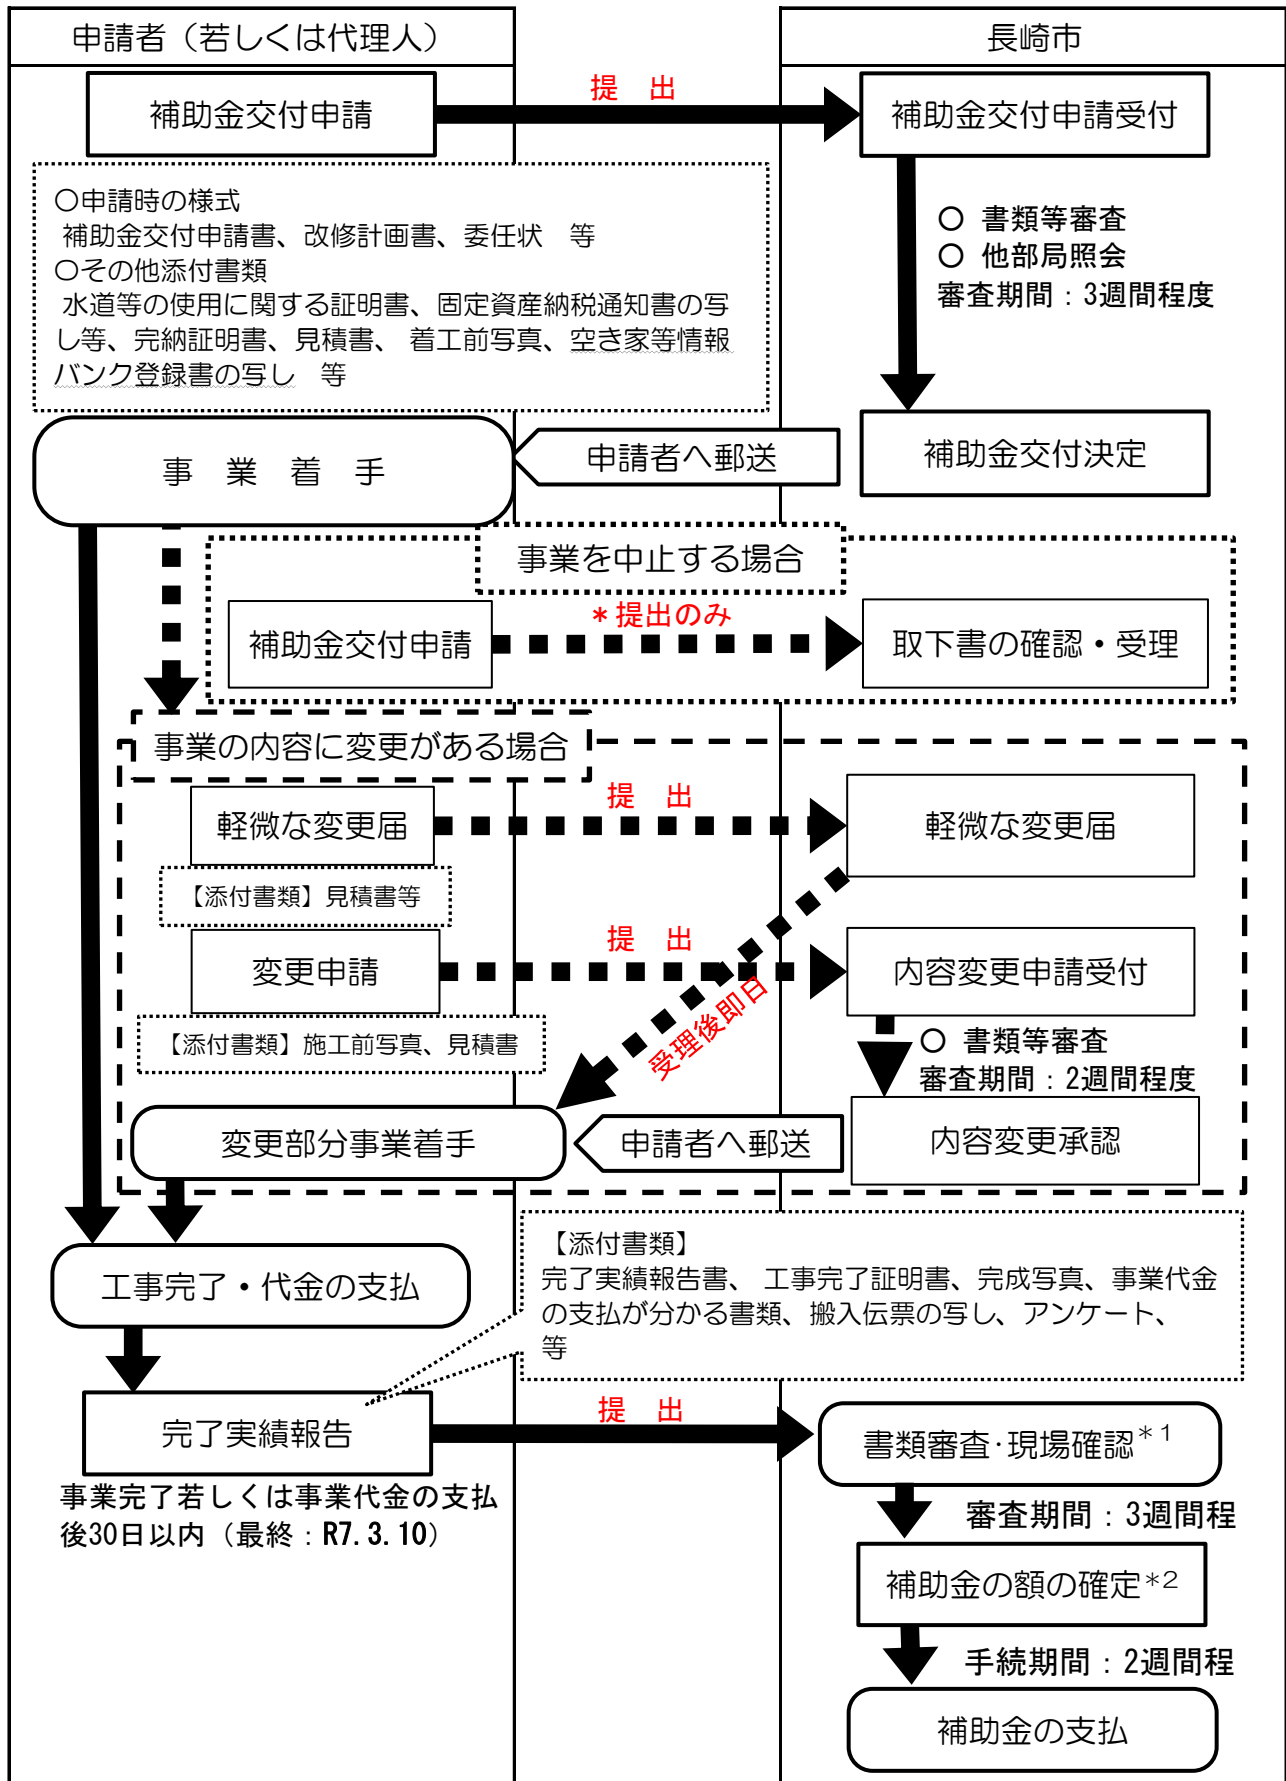 申請者（若しくは代理人）
長崎市
補助金交付申請
提　出
補助金交付申請受付
〇申請時の様式
補助金交付申請書、改修計画書、委任状　等
〇その他添付書類
水道等の使用に関する証明書、固定資産納税通知書の写
し等、完納証明書、見積書、 着工前写真、空き家等情報
バンク登録書の写し　等
〇 書類等審査
〇 他部局照会
審査期間：3週間程度
事　業　着　手
申請者へ郵送
補助金交付決定
事業を中止する場合
補助金交付申請
＊提出のみ
取下書の確認・受理
事業の内容に変更がある場合
軽微な変更届
提　出
軽微な変更届
【添付書類】見積書等
変更申請
提　出
内容変更申請受付
受理後即日
【添付書類】施工前写真、見積書
〇 書類等審査
審査期間：2週間程度
変更部分事業着手
申請者へ郵送
内容変更承認
【添付書類】
完了実績報告書、 工事完了証明書、完成写真、事業代金
の支払が分かる書類、搬入伝票の写し、アンケート、
等
工事完了・代金の支払
完了実績報告
提　出
書類審査･現場確認＊1
事業完了若しくは事業代金の支払
後30日以内（最終：R7.3.10）
審査期間：3週間程
補助金の額の確定＊2
手続期間：2週間程
補助金の支払